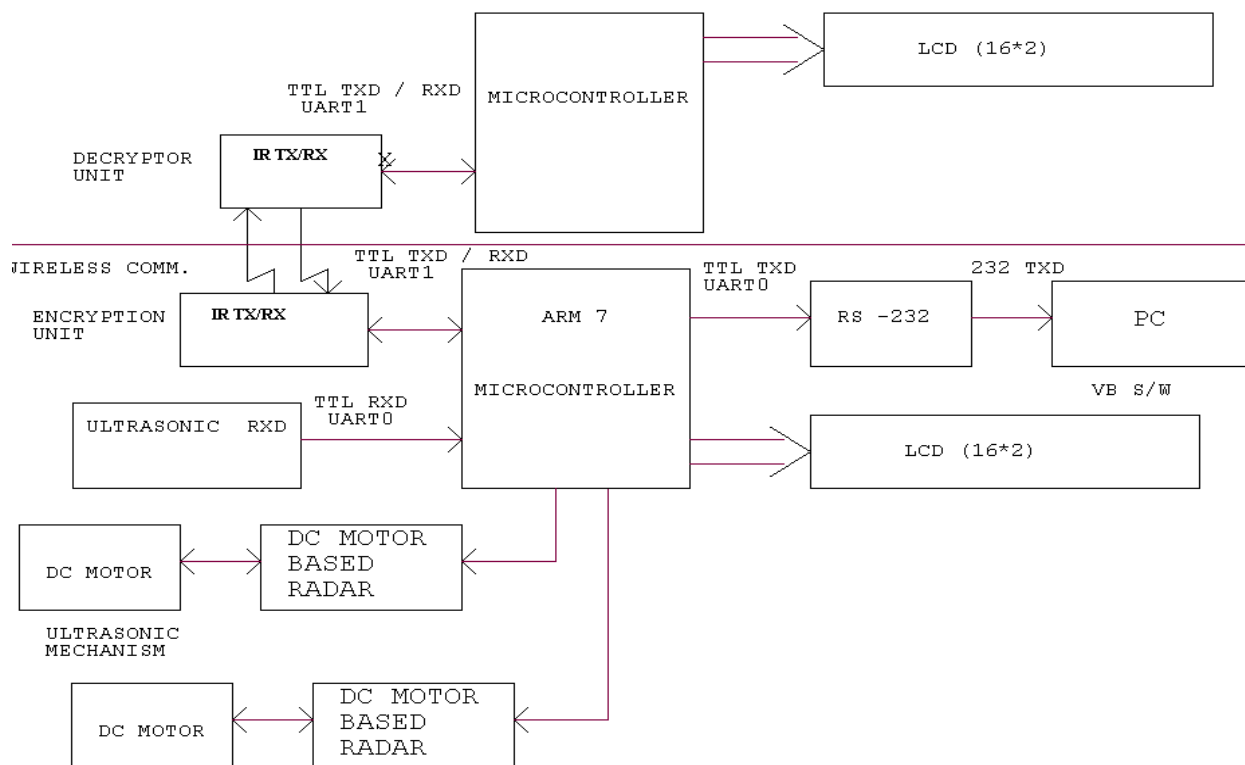 LCD (16*2)
MICROCONTROLLER
TTL TXD / RXD
UART1
IR TX/RX
X
DECRYPTOR
UNIT
WIRELESS COMM.
TTL TXD / RXD
UART1
TTL TXD
UART0
232 TXD
IR TX/RX
ENCRYPTION
UNIT
ARM 7
MICROCONTROLLER
RS -232
PC
VB S/W
TTL RXD
UART0
ULTRASONIC RXD
LCD (16*2)
DC MOTOR
BASED
RADAR
DC MOTOR
ULTRASONIC
MECHANISM
DC MOTOR
BASED
RADAR
DC MOTOR